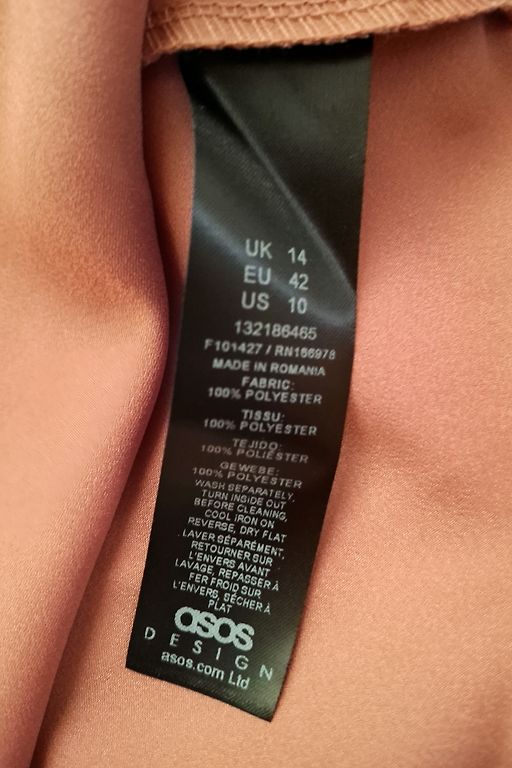 UK 14
EU 42
US 10
132186465
F101427 / RN166978
MADE IN ROMANIA
FABRIC:
100% POLYESTER
TISSU:
100% POLYESTER
TEJIDO:
100% POLIÉSTER
GEWEBE:
100% POLYESTER
WASH SEPARATELY.
TURN INSIDE OUT
BEFORE CLEANING,
COOL IRON ON
REVERSE, DRY FLAT
LAVER SÉPARÉMENT,
RETOURNER SUR
L'ENVERS AVANT
LAVAGE, REPASSER À
FER FROID SUR
L'ENVERS, SÉCHER À
PLAT
asos
DESIGN
asos.com Ltd